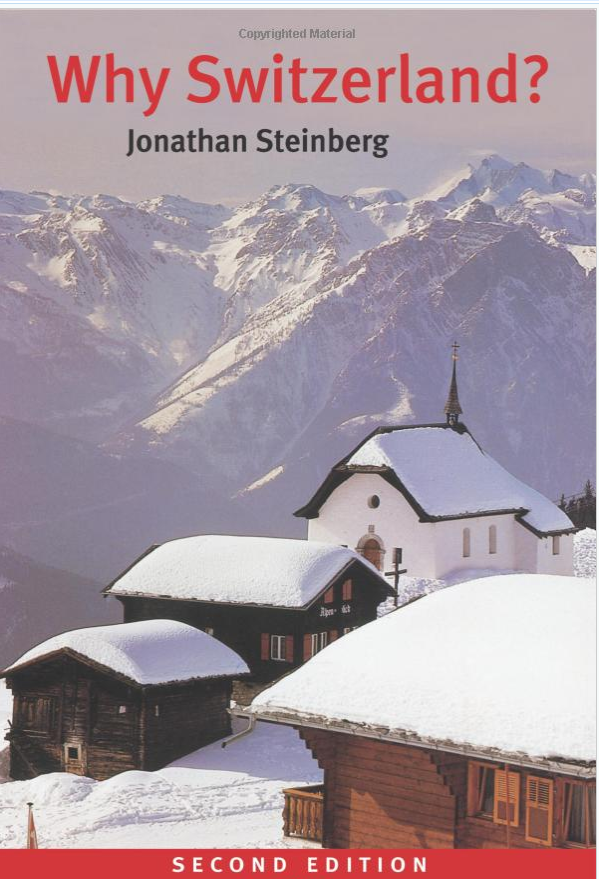 Copyrighted Material
Why Switzerland?
Jonathan Steinberg
SECOND EDITION